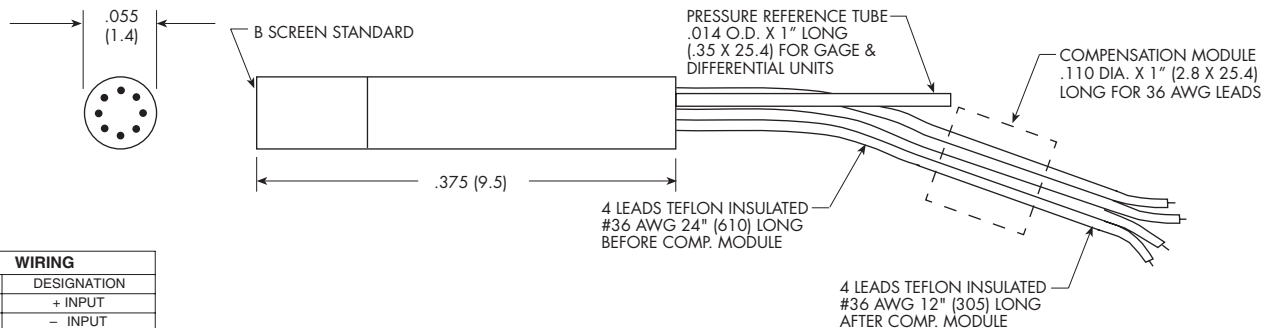 .055
(1.4)
B SCREEN STANDARD
PRESSURE REFERENCE TUBE
.014 O.D. X 1" LONG
(.35 X 25.4) FOR GAGE &
DIFFERENTIAL UNITS
COMPENSATION MODULE
.110 DIA. X 1" (2.8 X 25.4)
LONG FOR 36 AWG LEADS
.375 (9.5)
4 LEADS TEFLON INSULATED
#36 AWG 24" (610) LONG
BEFORE COMP. MODULE
4 LEADS TEFLON INSULATED
#36 AWG 12" (305) LONG
AFTER COMP. MODULE
WIRING
DESIGNATION
+ INPUT
– INPUT